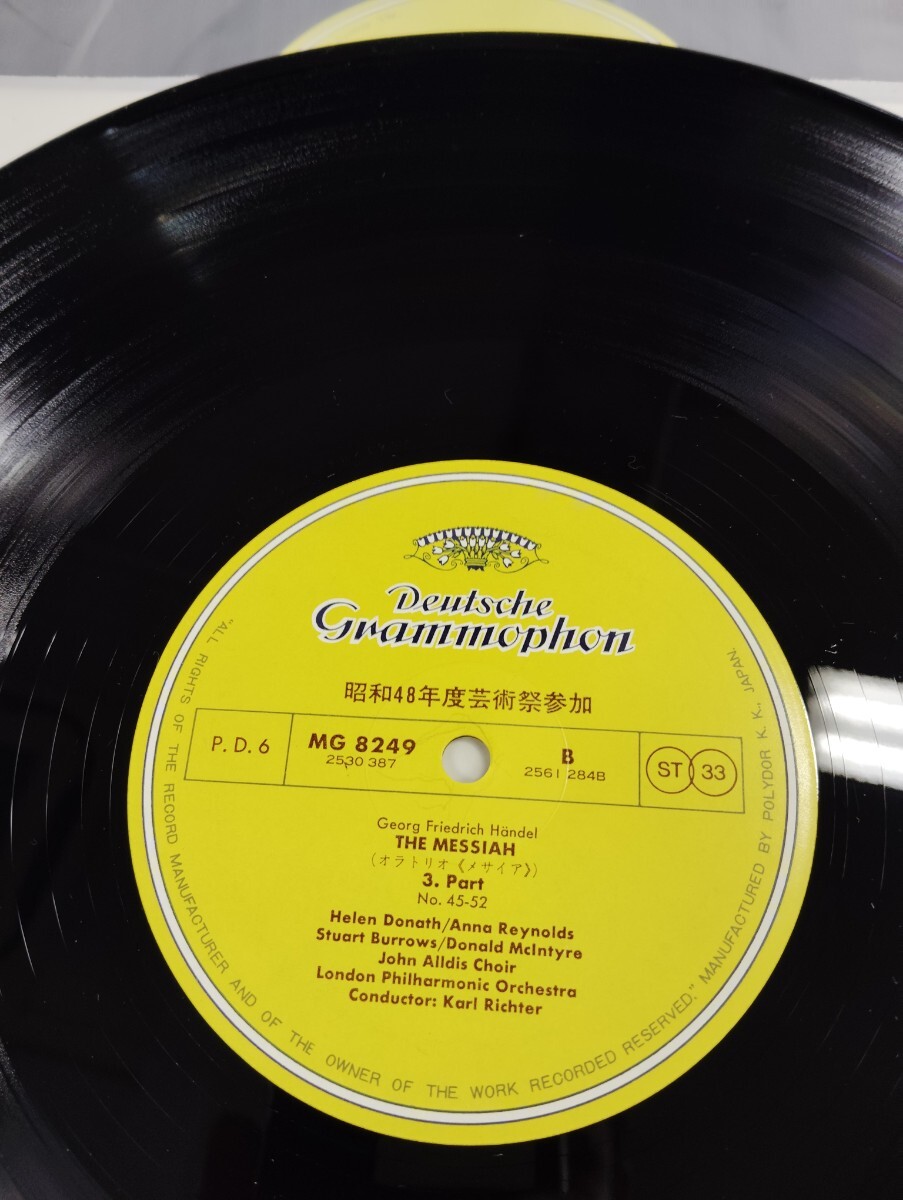 Deutsche
Grammophon
昭和48年度芸術祭参加
P.D.6
MG 8249
2530 387
B
2561 284B
ST 33
Georg Friedrich Händel
THE MESSIAH
(オラトリオ《メサイア》)
3. Part
No. 45-52
Helen Donath/Anna Reynolds
Stuart Burrows/Donald McIntyre
John Alldis Choir
London Philharmonic Orchestra
Conductor: Karl Richter
"ALL RIGHTS OF THE RECORD MANUFACTURER AND OF THE OWNER OF THE WORK RECORDED RESERVED." MANUFACTURED BY POLYDOR K.K., JAPAN.